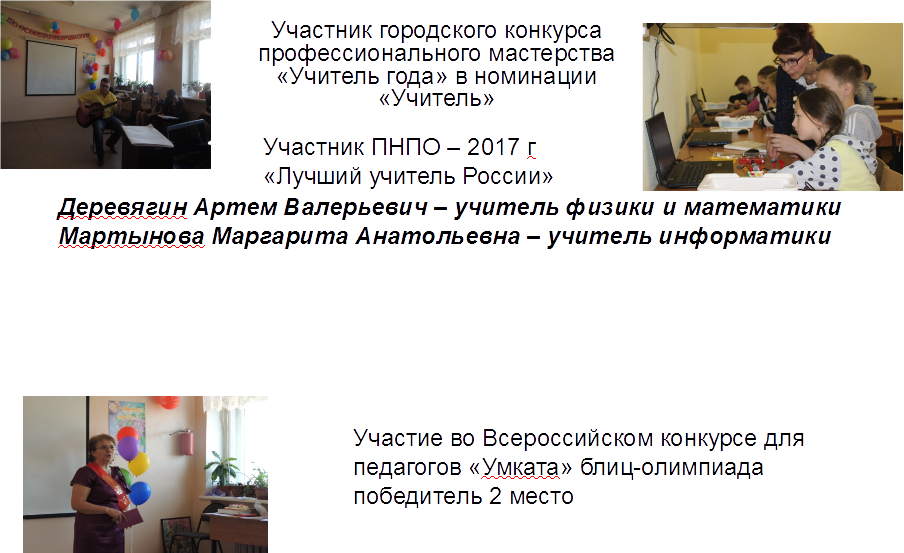 Участник городского конкурса
профессионального мастерства
«Учитель года» в номинации
«Учитель»
Участник ПНПО – 2017 г
«Лучший учитель России»
Деревягин Артем Валерьевич – учитель физики и математики
Мартынова Маргарита Анатольевна – учитель информатики
Участие во Всероссийском конкурсе для
педагогов «Умката» блиц-олимпиада
победитель 2 место